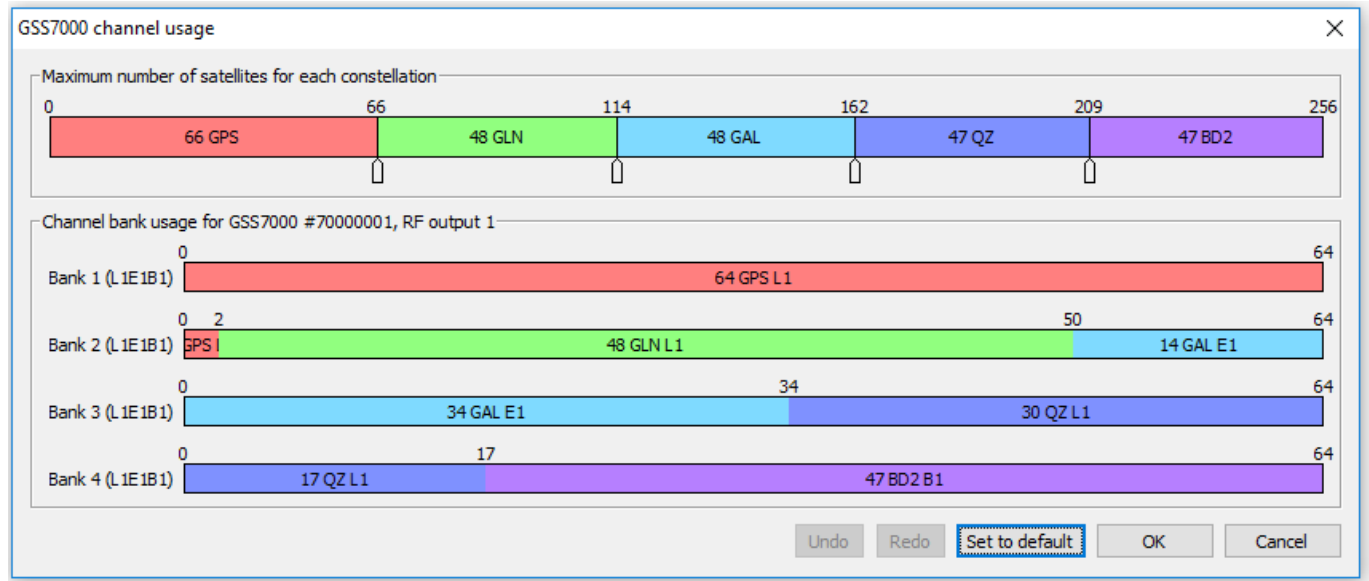 GSS7000 channel usage
Maximum number of satellites for each constellation
0 66 114 162 209 256
66 GPS 48 GLN 48 GAL 47 QZ 47 BD2
Channel bank usage for GSS7000 #70000001, RF output 1
0 64
Bank 1 (L1E1B1) 64 GPS L1
0 2 50 64
Bank 2 (L1E1B1) GPS 48 GLN L1 14 GAL E1
0 34 64
Bank 3 (L1E1B1) 34 GAL E1 30 QZ L1
0 17 64
Bank 4 (L1E1B1) 17 QZ L1 47 BD2 B1
Undo Redo Set to default OK Cancel